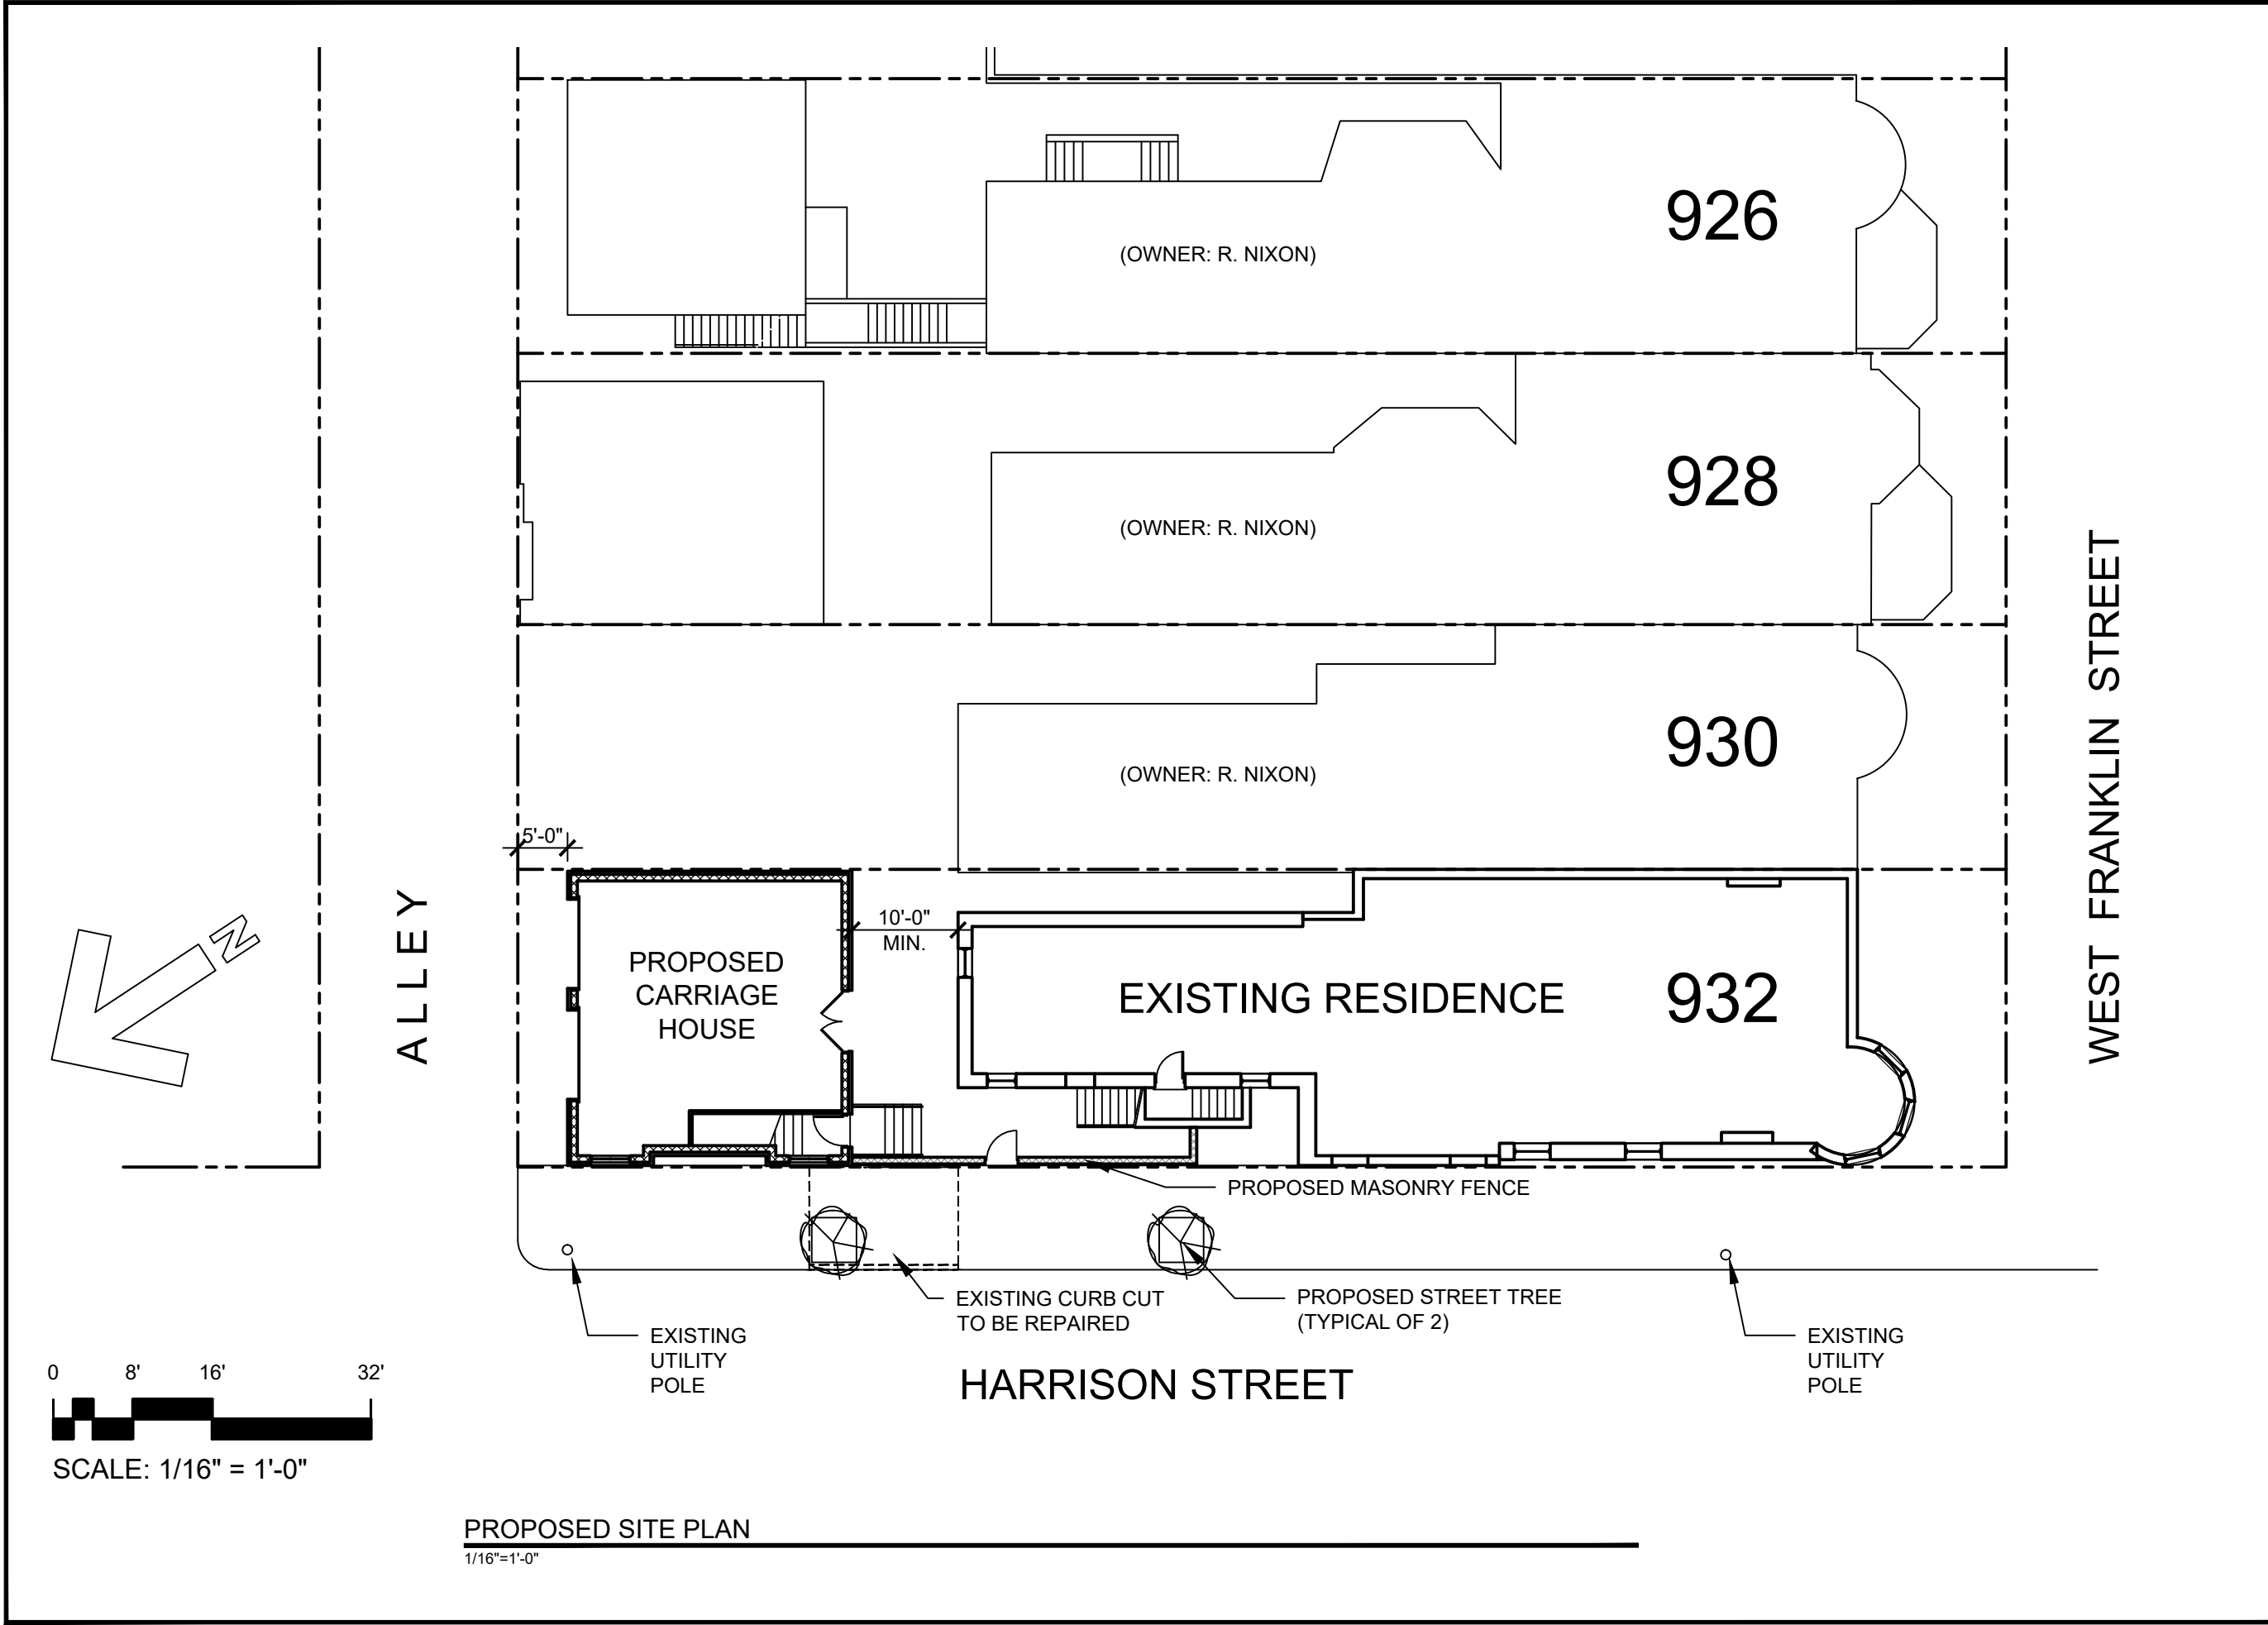 926
(OWNER: R. NIXON)
928
(OWNER: R. NIXON)
930
(OWNER: R. NIXON)
WEST FRANKLIN STREET
5'-0"
ALLEY
N
10'-0"
MIN.
PROPOSED
CARRIAGE
HOUSE
EXISTING RESIDENCE
932
PROPOSED MASONRY FENCE
EXISTING CURB CUT
TO BE REPAIRED
PROPOSED STREET TREE
(TYPICAL OF 2)
EXISTING
UTILITY
POLE
EXISTING
UTILITY
POLE
HARRISON STREET
0 8' 16' 32'
SCALE: 1/16" = 1'-0"
PROPOSED SITE PLAN
1/16"=1'-0"